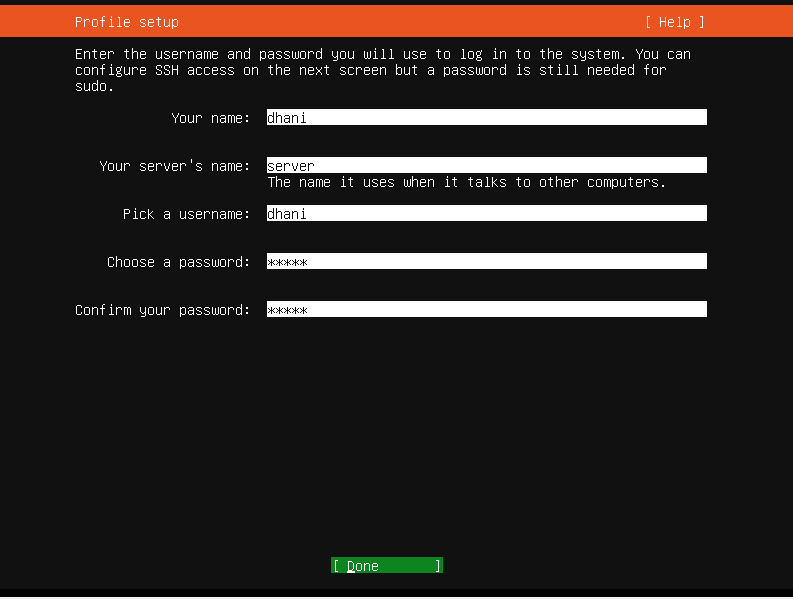 Profile setup [ Help ]
Enter the username and password you will use to log in to the system. You can
configure SSH access on the next screen but a password is still needed for
sudo.
Your name: dhani
Your server's name: server
The name it uses when it talks to other computers.
Pick a username: dhani
Choose a password: *****
Confirm your password: *****
[ Done ]